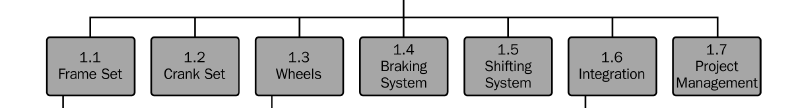 1.1
Frame Set
1.2
Crank Set
1.3
Wheels
1.4
Braking
System
1.5
Shifting
System
1.6
Integration
1.7
Project
Management